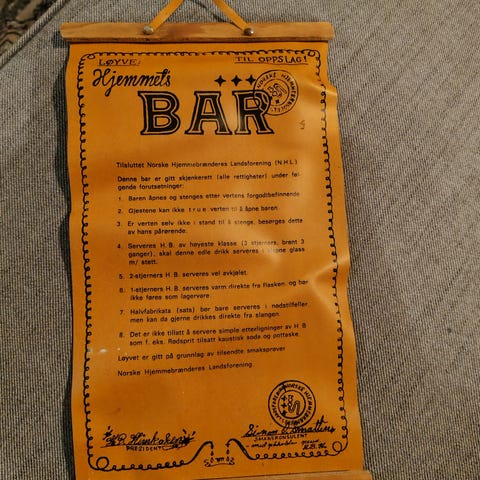 LØYVE: TIL OPPSLAG!
Hjemmets
BAR
Tilsluttet Norske Hjemmebrænderes Landsforening (N.H.L.)
Denne bar er gitt skjenkerett (alle rettigheter) under føl-
gende forutsetninger:
1. Baren åpnes og stenges etter vertens forgodtbefinnende
2. Gjestene kan ikke true verten til å åpne baren
3. Er verten selv ikke i stand til å stenge, besørges dette
av hans pårørende.
4. Serveres H.B. av høyeste klasse (3 stjerners, brent 3
ganger), skal denne edle drikk serveres i slipne glass
m/ stett.
5. 2-stjerners H.B. serveres vel avkjølet.
6. 1-stjerners H.B. serveres varm direkte fra flasken, og bør
ikke føres som lagervare.
7. Halvfabrikata (sats) bør bare serveres i nødstilfeller
men kan da gjerne drikkes direkte fra slangen.
8. Det er ikke tillatt å servere simple etterligninger av H.B.
som f. eks. Rødsprit tilsatt kaustisk soda og pottaske.
Løyvet er gitt på grunnlag av tilsendte smaksprøver
Norske Hjemmebrænderes Landsforening.
PRESIDENT
SMAKSKONSULENT